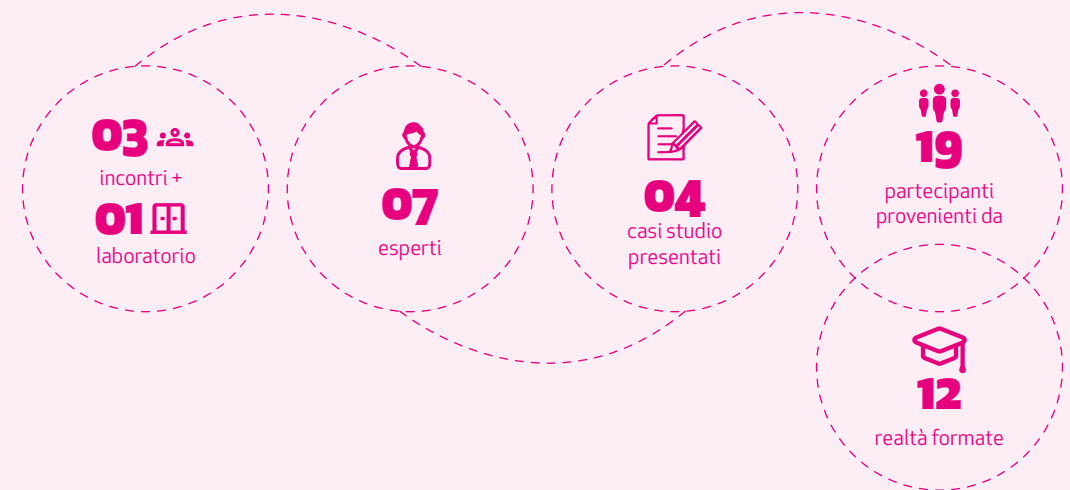 03
incontri +
01
laboratorio
07
esperti
04
casi studio
presentati
19
partecipanti
provenienti da
12
realtà formate